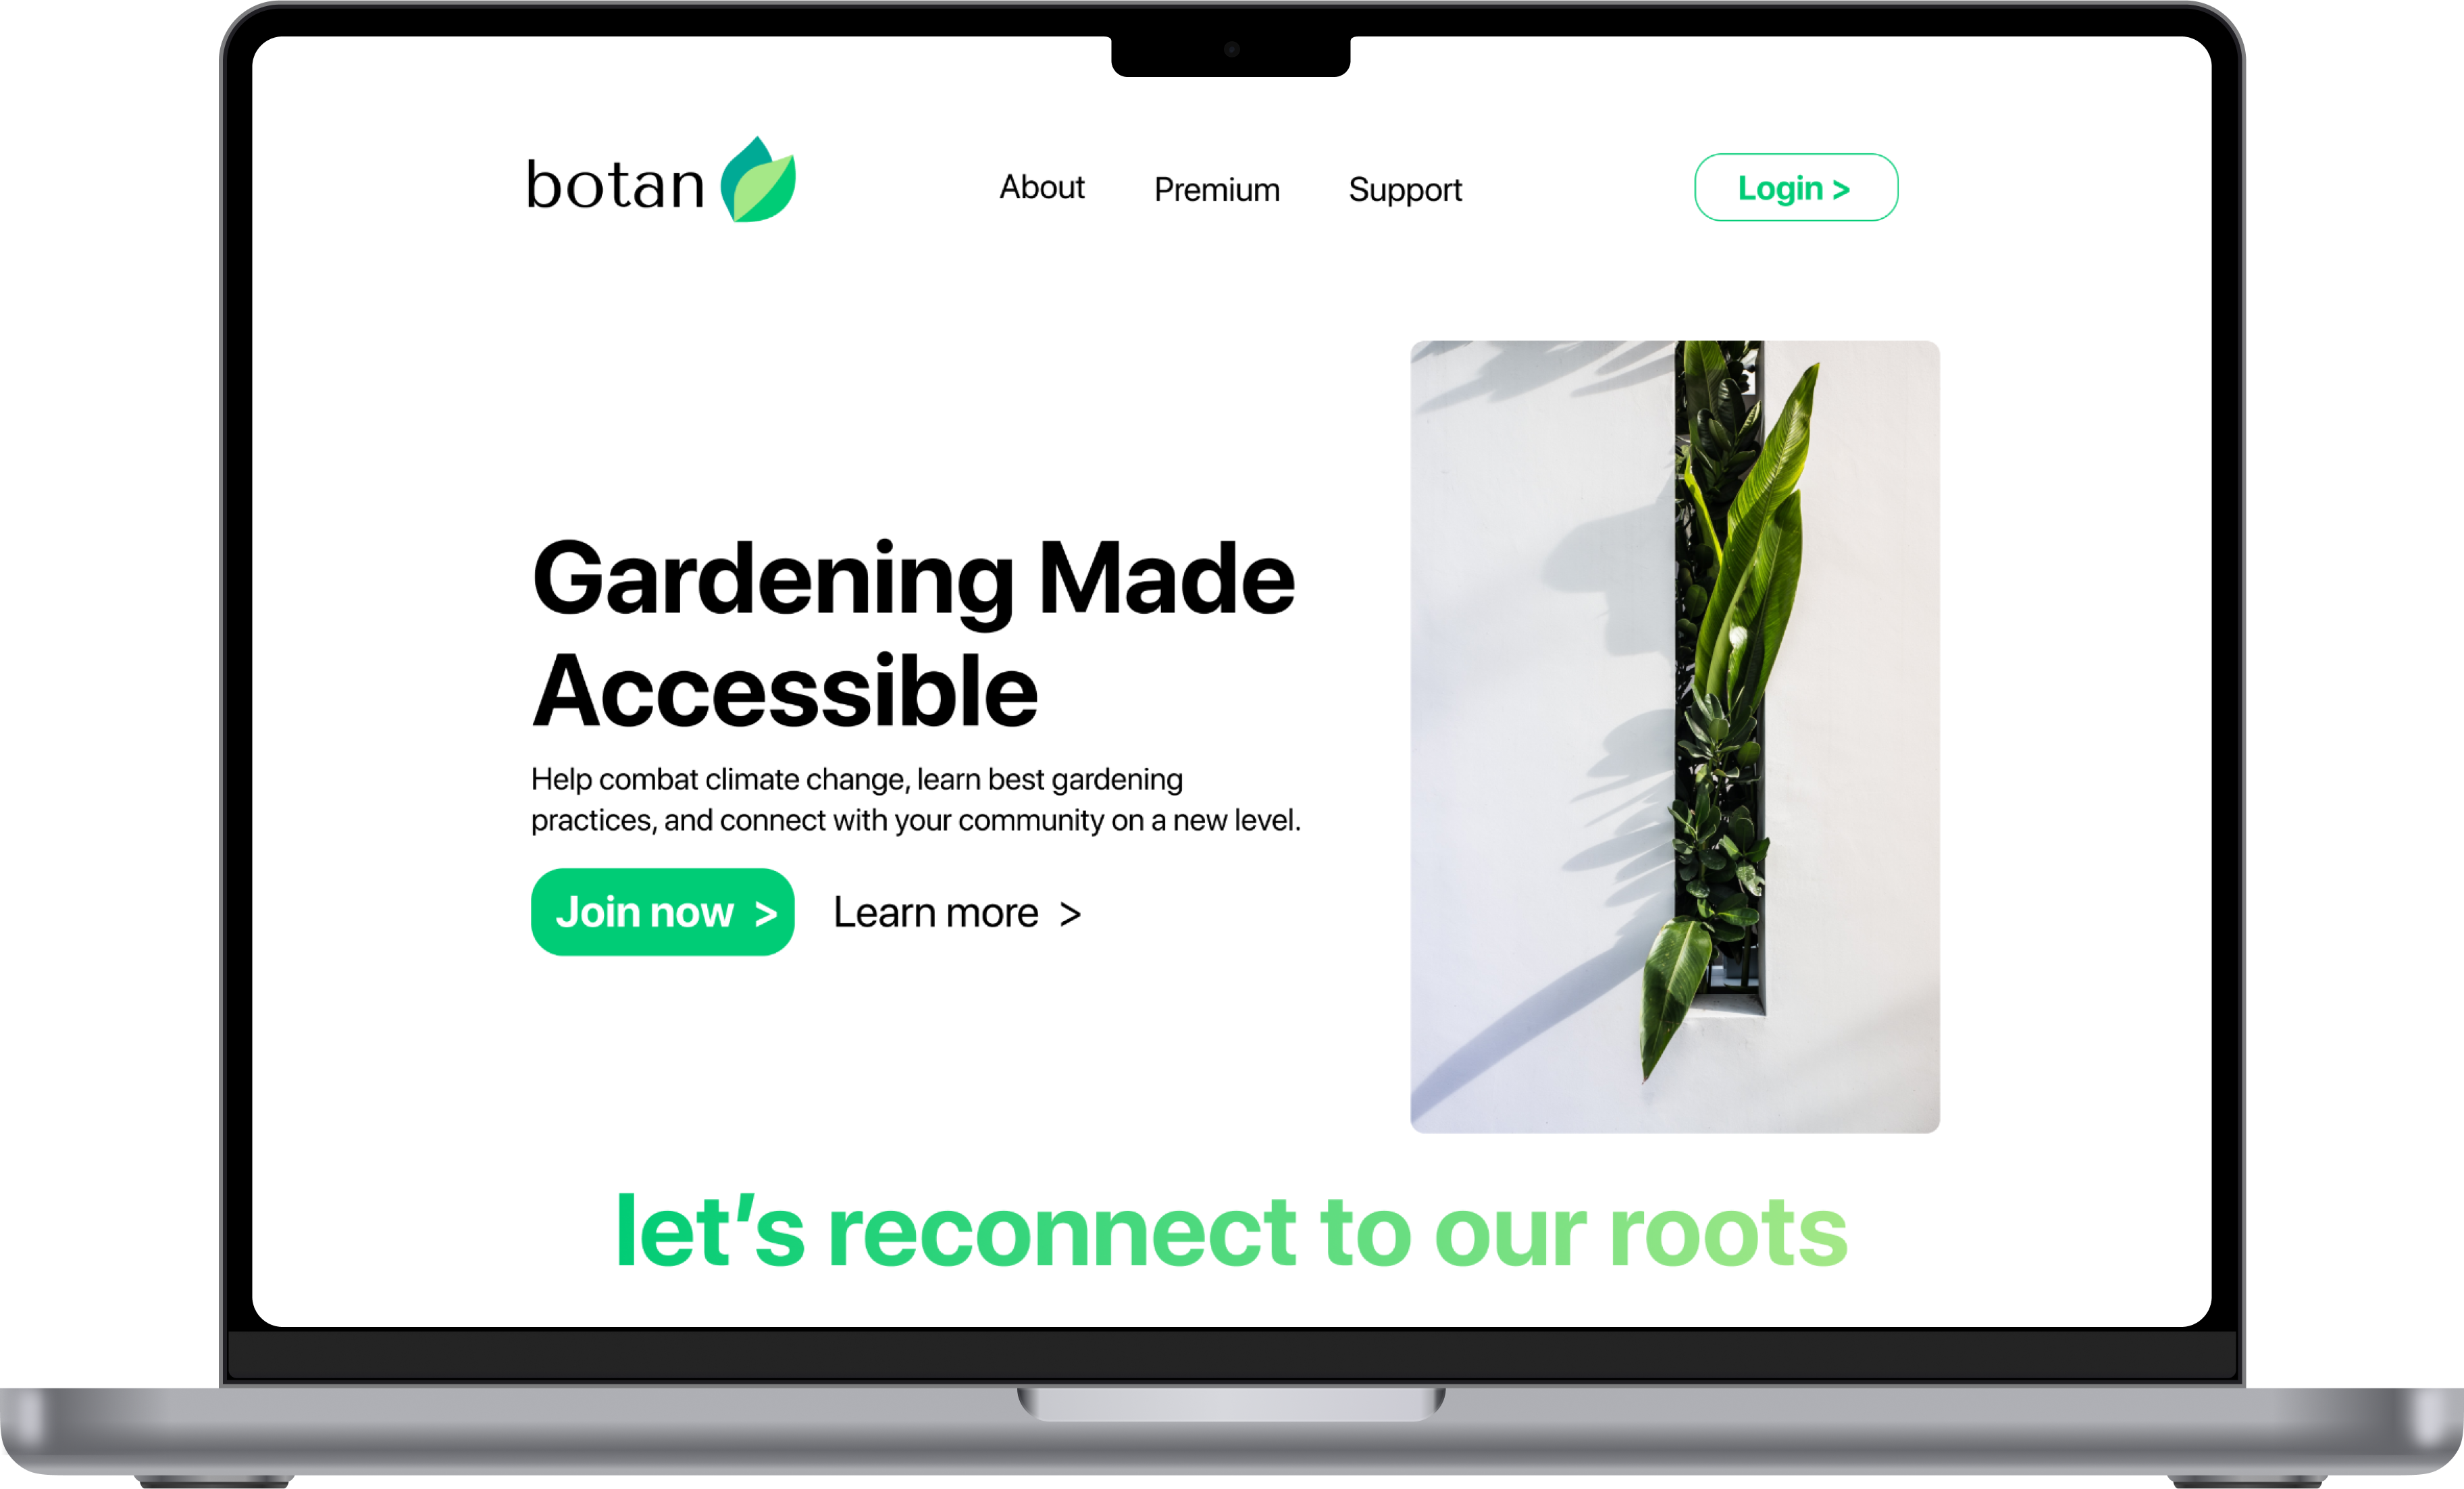 botan
About
Premium
Support
Login >
Gardening Made
Accessible
Help combat climate change, learn best gardening
practices, and connect with your community on a new level.
Join now >
Learn more >
let’s reconnect to our roots